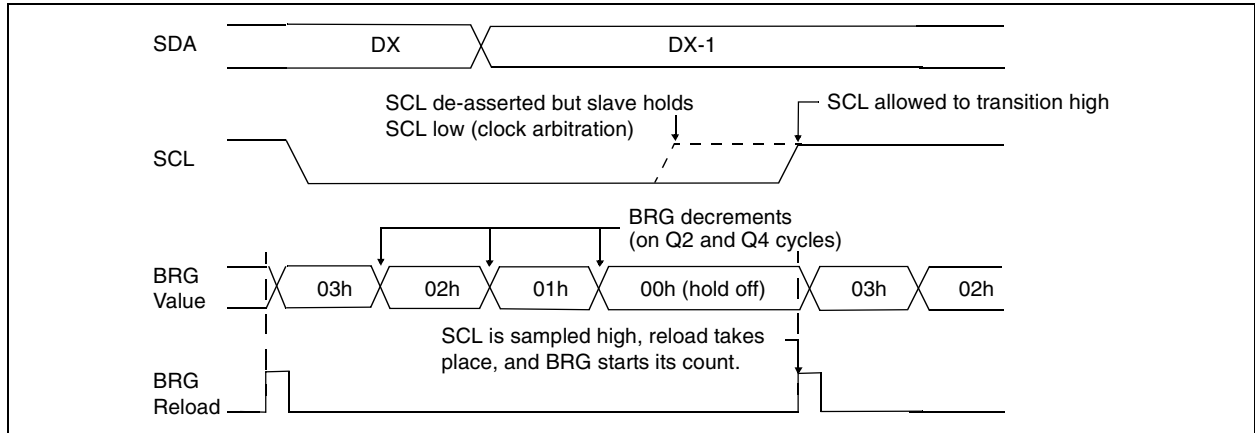 SDA
DX
DX-1
SCL de-asserted but slave holds
SCL low (clock arbitration)
SCL allowed to transition high
SCL
BRG decrements
(on Q2 and Q4 cycles)
BRG
Value
03h
02h
01h
00h (hold off)
03h
02h
SCL is sampled high, reload takes
place, and BRG starts its count.
BRG
Reload